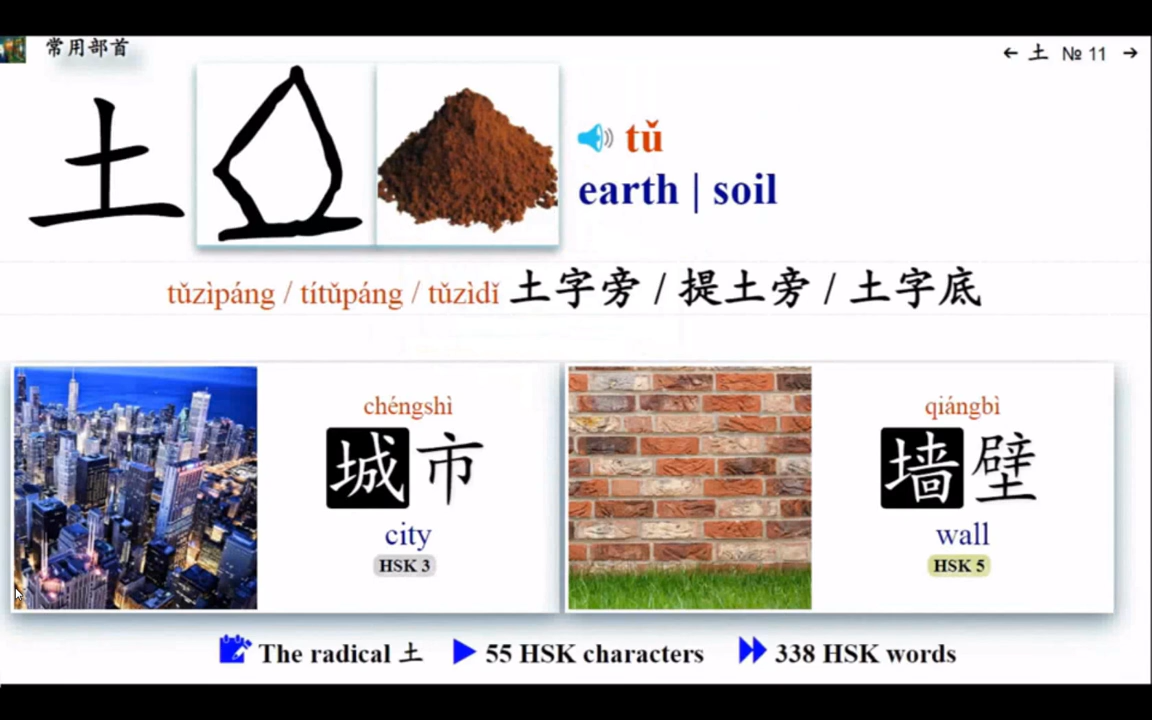 常用部首
← 土 № 11 →
土
tǔ
earth | soil
tǔzìpáng / títǔpáng / tǔzìdǐ 土字旁 / 提土旁 / 土字底
chéngshì
城市
city
HSK 3
qiángbì
墙壁
wall
HSK 5
The radical 土 55 HSK characters 338 HSK words